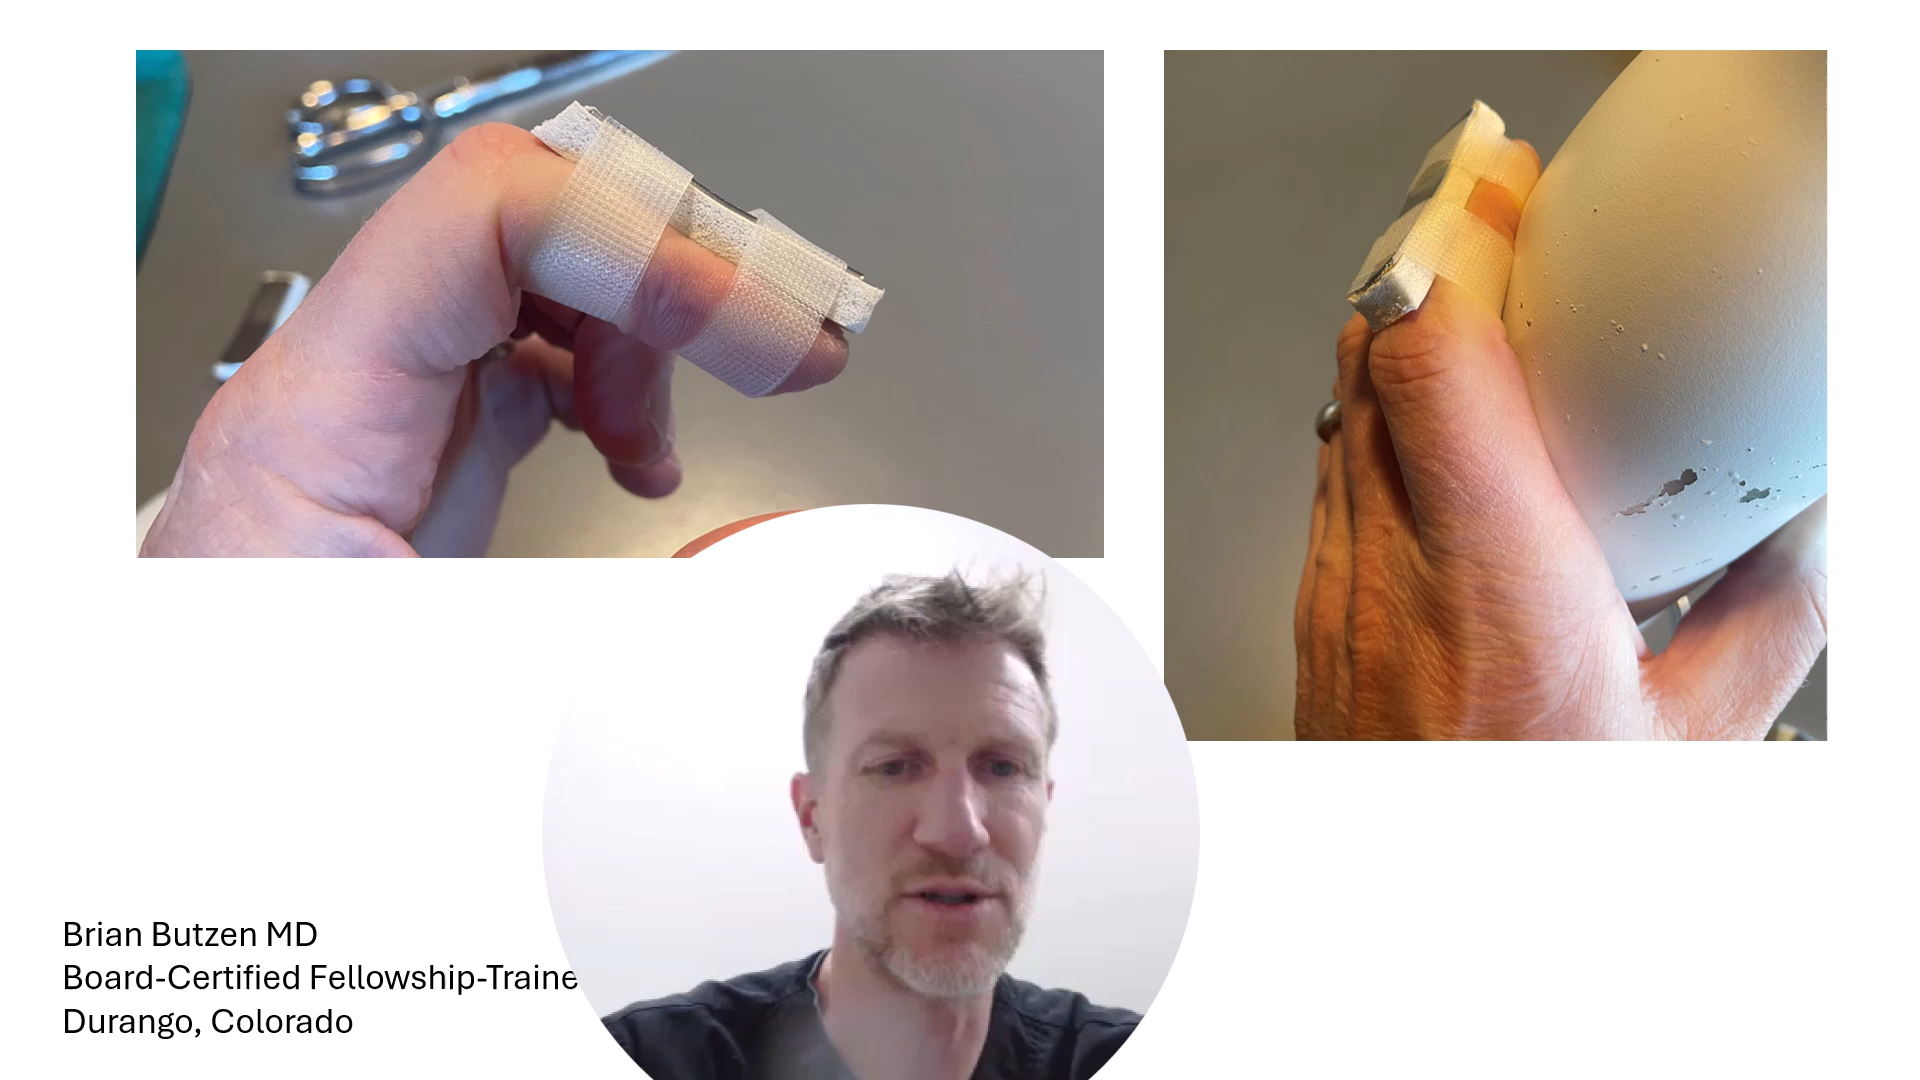 Brian Butzen MD
Board-Certified Fellowship-Traine
Durango, Colorado